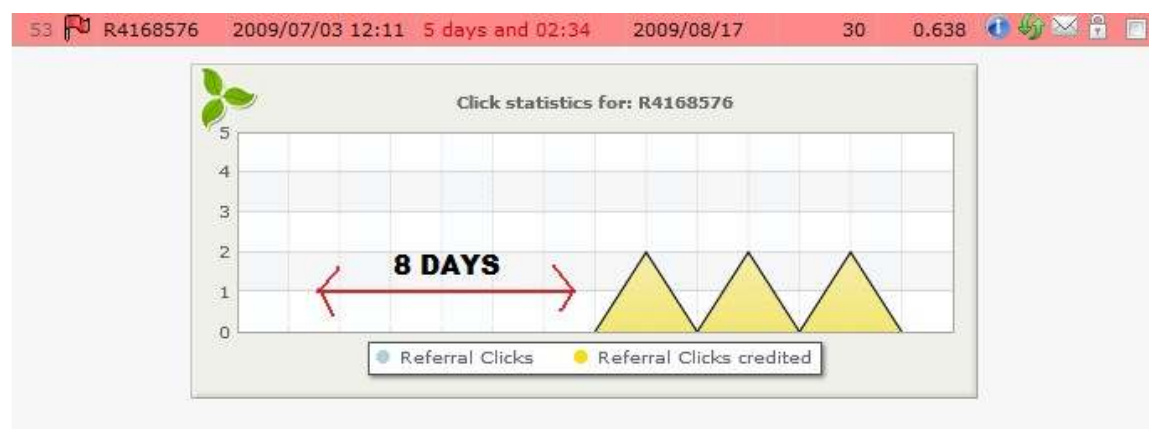 53 R4168576 2009/07/03 12:11 5 days and 02:34 2009/08/17 30 0.638
Click statistics for: R4168576
5
4
3
2
1
0
8 DAYS
Referral Clicks Referral Clicks credited